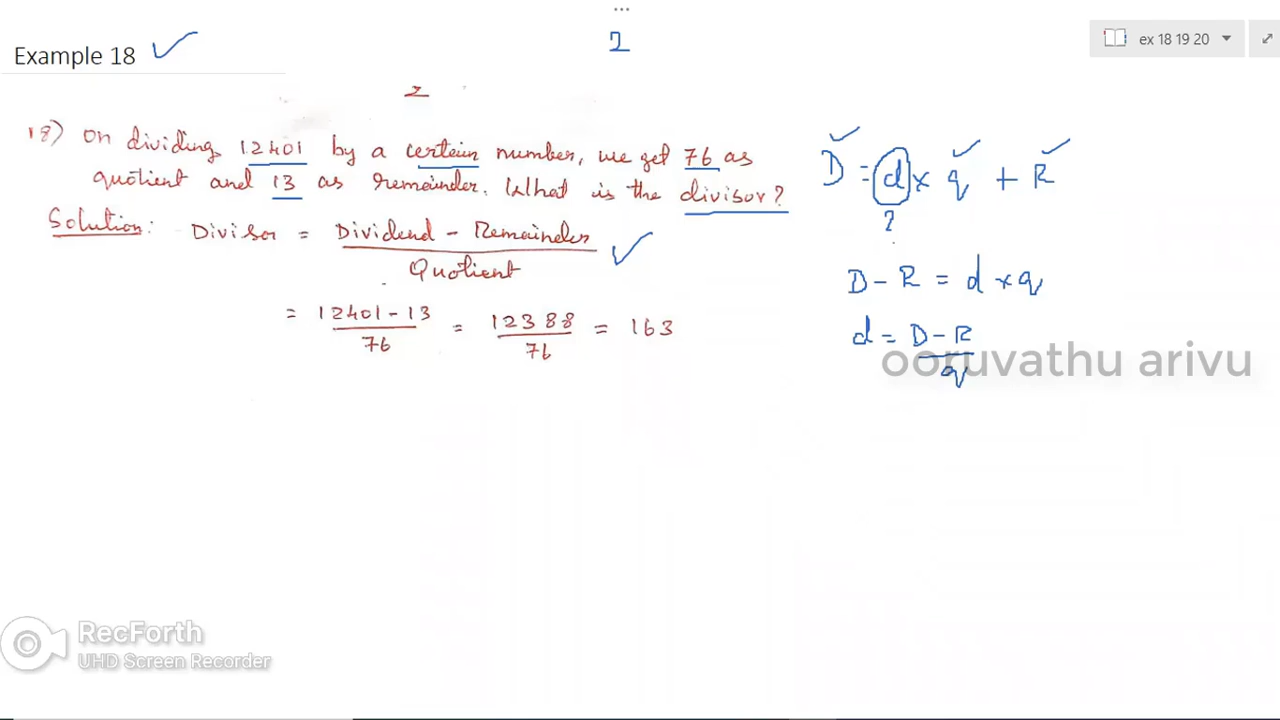 ...
2
Example 18
ex 18 19 20
2
18) On dividing 12401 by a certain number, we get 76 as
quotient and 13 as remainder. What is the divisor?
Solution: Divisor = Dividend - Remainder
Quotient
= 12401 - 13 = 12388 = 163
76 76
D = d × q + R
?
D - R = d × q
d = D - R
q
ooruvathu arivu
RecForth
UHD Screen Recorder